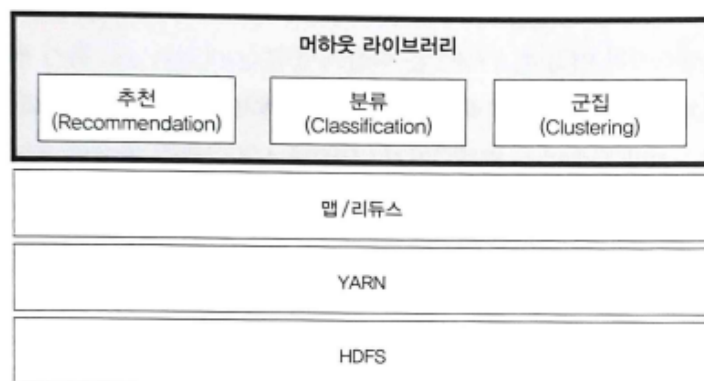 머하웃 라이브러리
추천 분류 군집
(Recommendation) (Classification) (Clustering)
맵/리듀스
YARN
HDFS